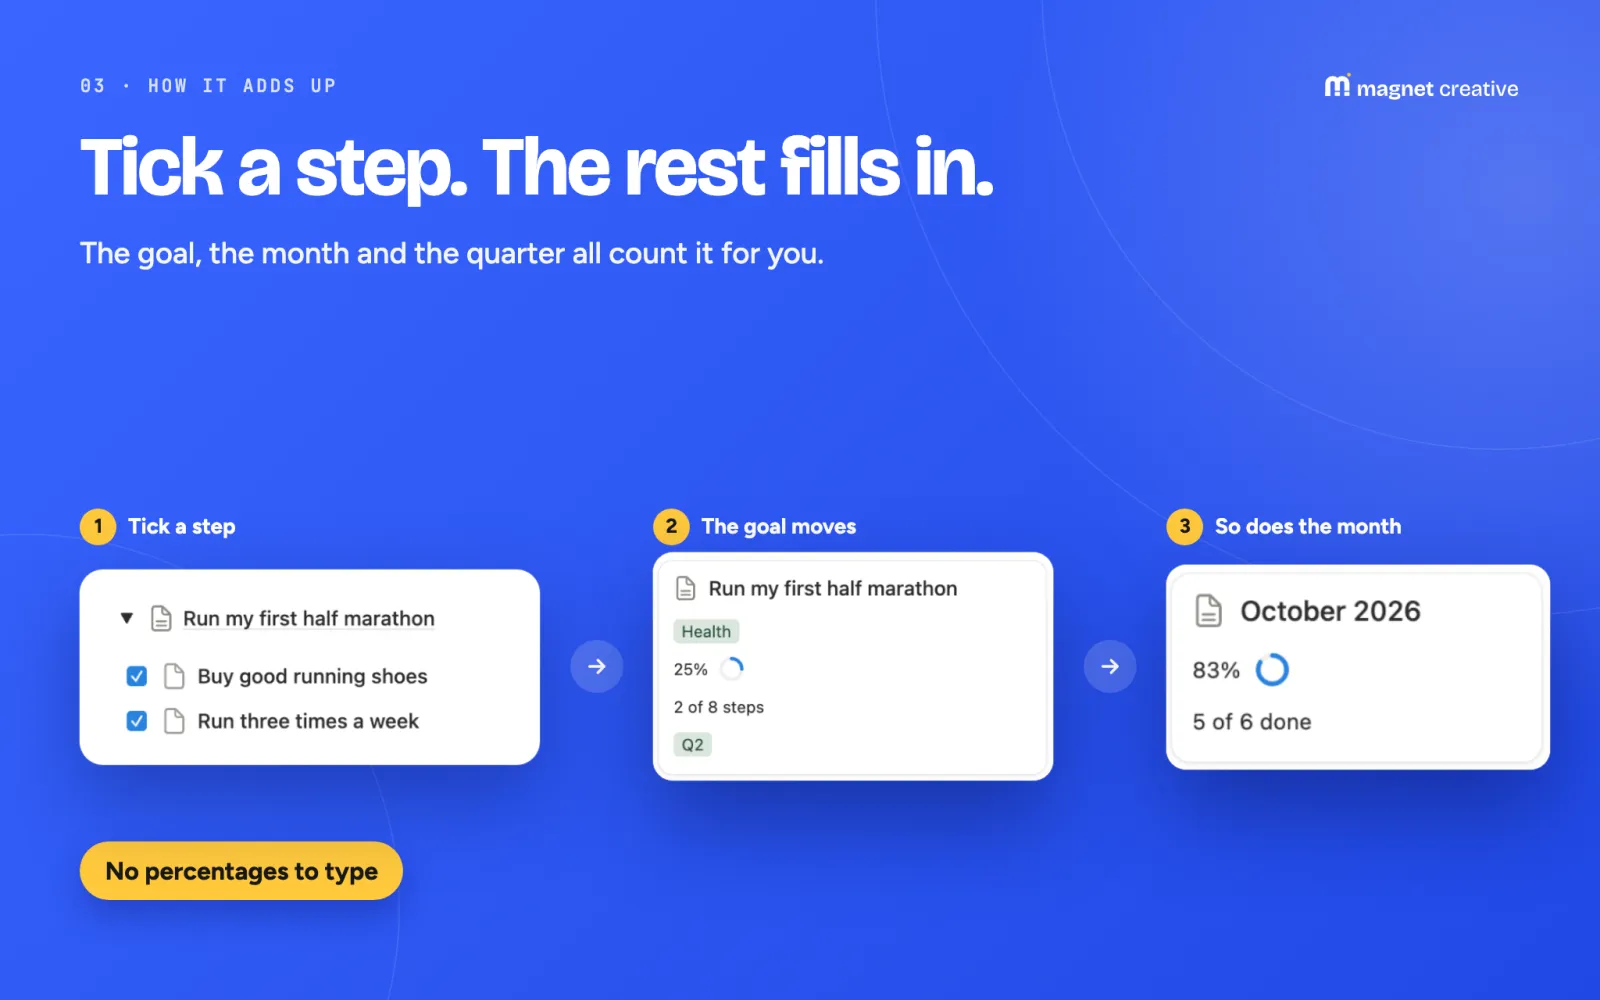 03 · HOW IT ADDS UP
magnet creative
Tick a step. The rest fills in.
The goal, the month and the quarter all count it for you.
1 Tick a step
Run my first half marathon
Buy good running shoes
Run three times a week
2 The goal moves
Run my first half marathon
Health
25%
2 of 8 steps
Q2
3 So does the month
October 2026
83%
5 of 6 done
No percentages to type